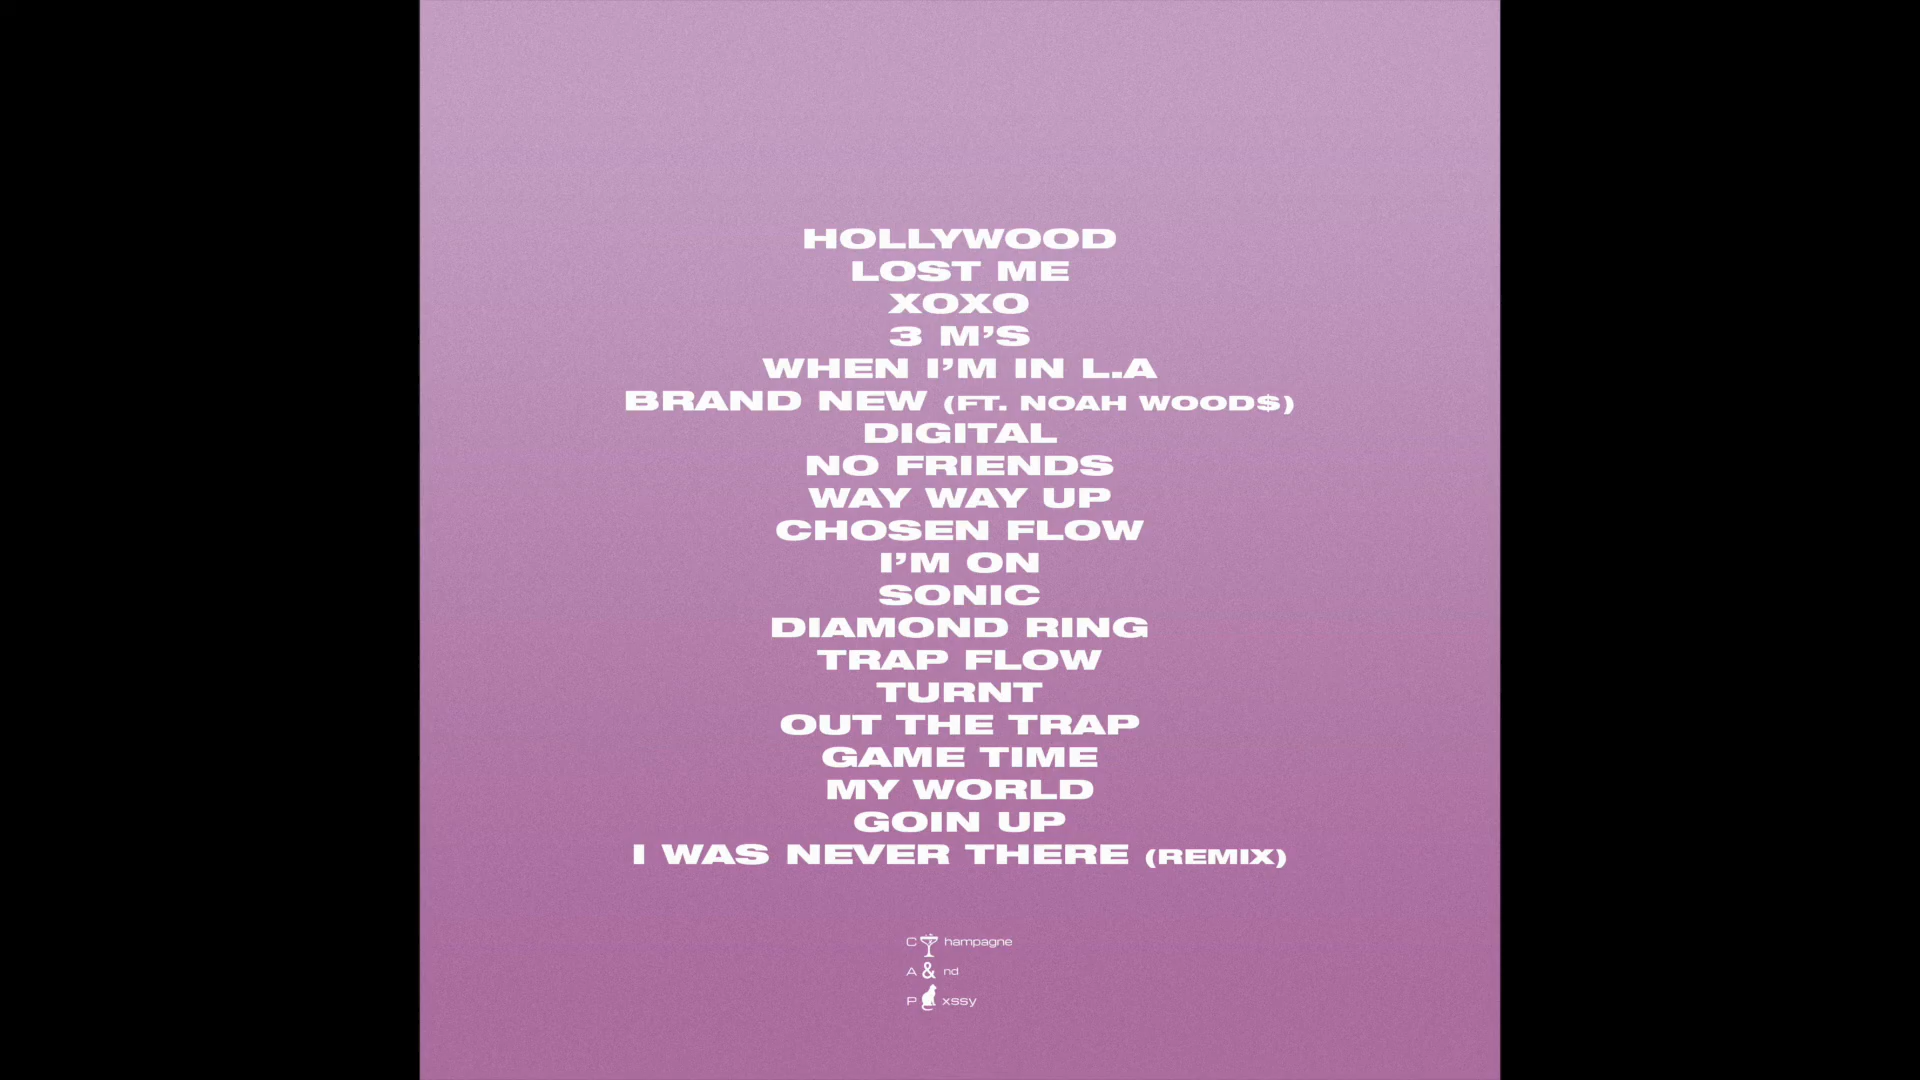 HOLLYWOOD
LOST ME
XOXO
3 M’S
WHEN I’M IN L.A
BRAND NEW (FT. NOAH WOOD$)
DIGITAL
NO FRIENDS
WAY WAY UP
CHOSEN FLOW
I’M ON
SONIC
DIAMOND RING
TRAP FLOW
TURNT
OUT THE TRAP
GAME TIME
MY WORLD
GOIN UP
I WAS NEVER THERE (REMIX)
C hampagne
A & nd
P xssy